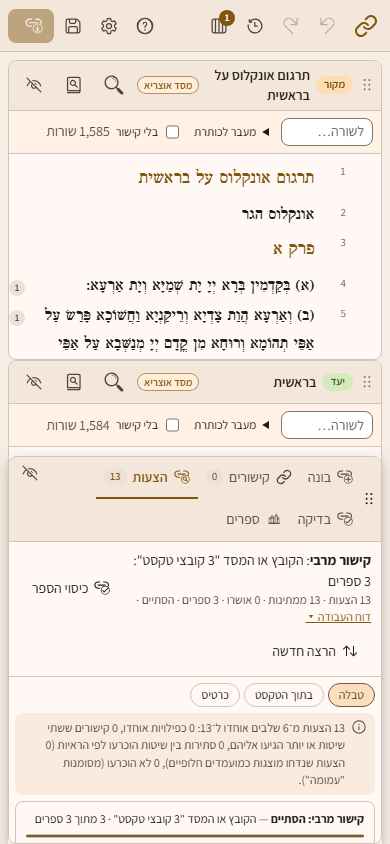 1
מקור
תרגום אונקלוס על
בראשית
מסד אוצריא
לשורה...
מעבר לכותרת
בלי קישור
1,585 שורות
1 תרגום אונקלוס על בראשית
2 אונקלוס הגר
3 פרק א
4 (א) בְּקַדְמִין בְּרָא יְיָ יָת שְׁמַיָּא וְיָת אַרְעָא: 1
5 (ב) וְאַרְעָא הֲוַת צָדְיָא וְרֵיקַנְיָא וַחֲשׁוֹכָא פָּרֵשׂ עַל 1
אַפֵּי תְהוֹמָא וְרוּחָא מִן קֳדָם יְיָ מְנַשְּׁבָא עַל אַפֵּי
יעד
בראשית
מסד אוצריא
לשורה...
מעבר לכותרת
בלי קישור
1,584 שורות
בונה
קישורים 0
הצעות 13
בדיקה
ספרים
קישור מרבי: הקובץ או המסד "3 קובצי טקסט":
3 ספרים
13 הצעות · 13 ממתינות · 0 אושרו · 3 ספרים · הסתיים ·
דוח העבודה
כיסוי הספר
הרצה חדשה
טבלה
בתוך הטקסט
כרטיס
13 הצעות מ־6 שלבים אוחדו ל־13: 0 כפילויות אוחדו, 0 קישורים ששתי
שיטות או יותר הגיעו אליהם, 0 סתירות בין שיטות הוכרעו לפי הראיות (0
הצעות שנדחו מוצגות כמועמדים חלופיים), 0 לא הוכרעו (מסומנות
"עמומה").
קישור מרבי: הסתיים — הקובץ או המסד "3 קובצי טקסט" · 3 מתוך 3 ספרים